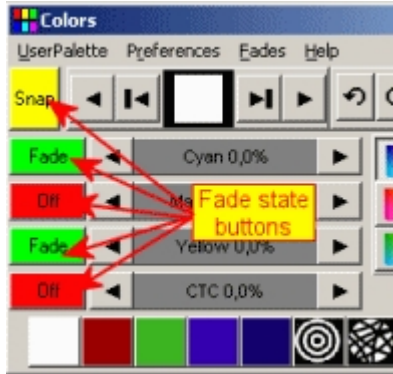 Colors
UserPalette Preferences Fades Help
Snap
Fade Cyan 0,0%
Off Ma
Fade state
buttons
Fade Yellow 0,0%
Off CTC 0,0%